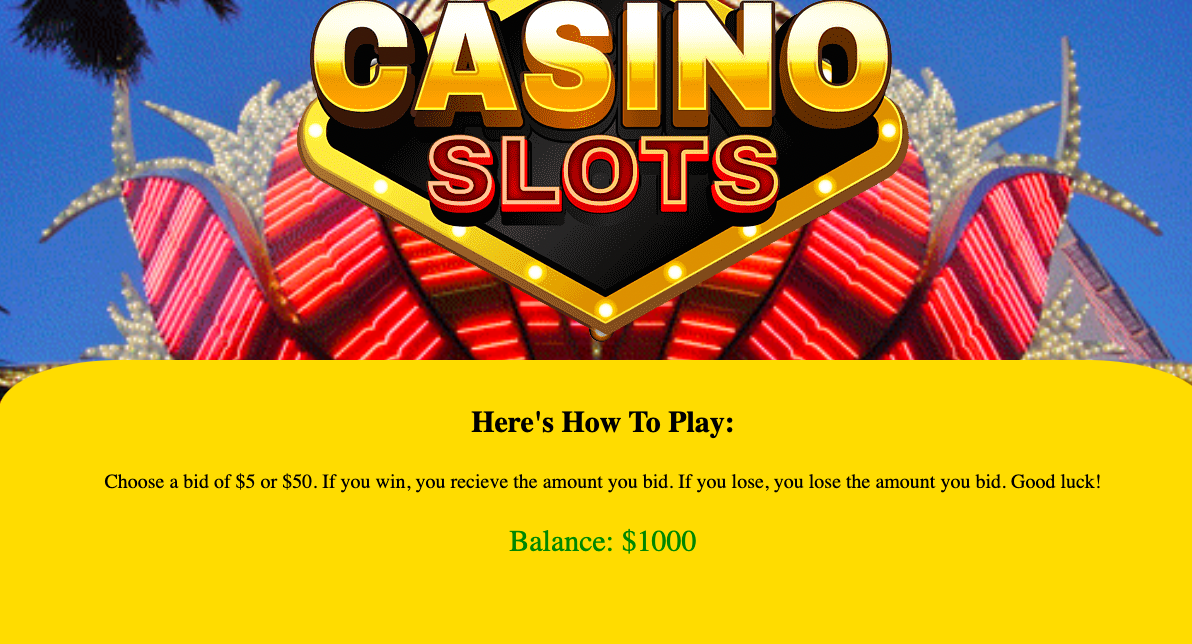 CASINO
SLOTS
Here's How To Play:
Choose a bid of $5 or $50. If you win, you recieve the amount you bid. If you lose, you lose the amount you bid. Good luck!
Balance: $1000